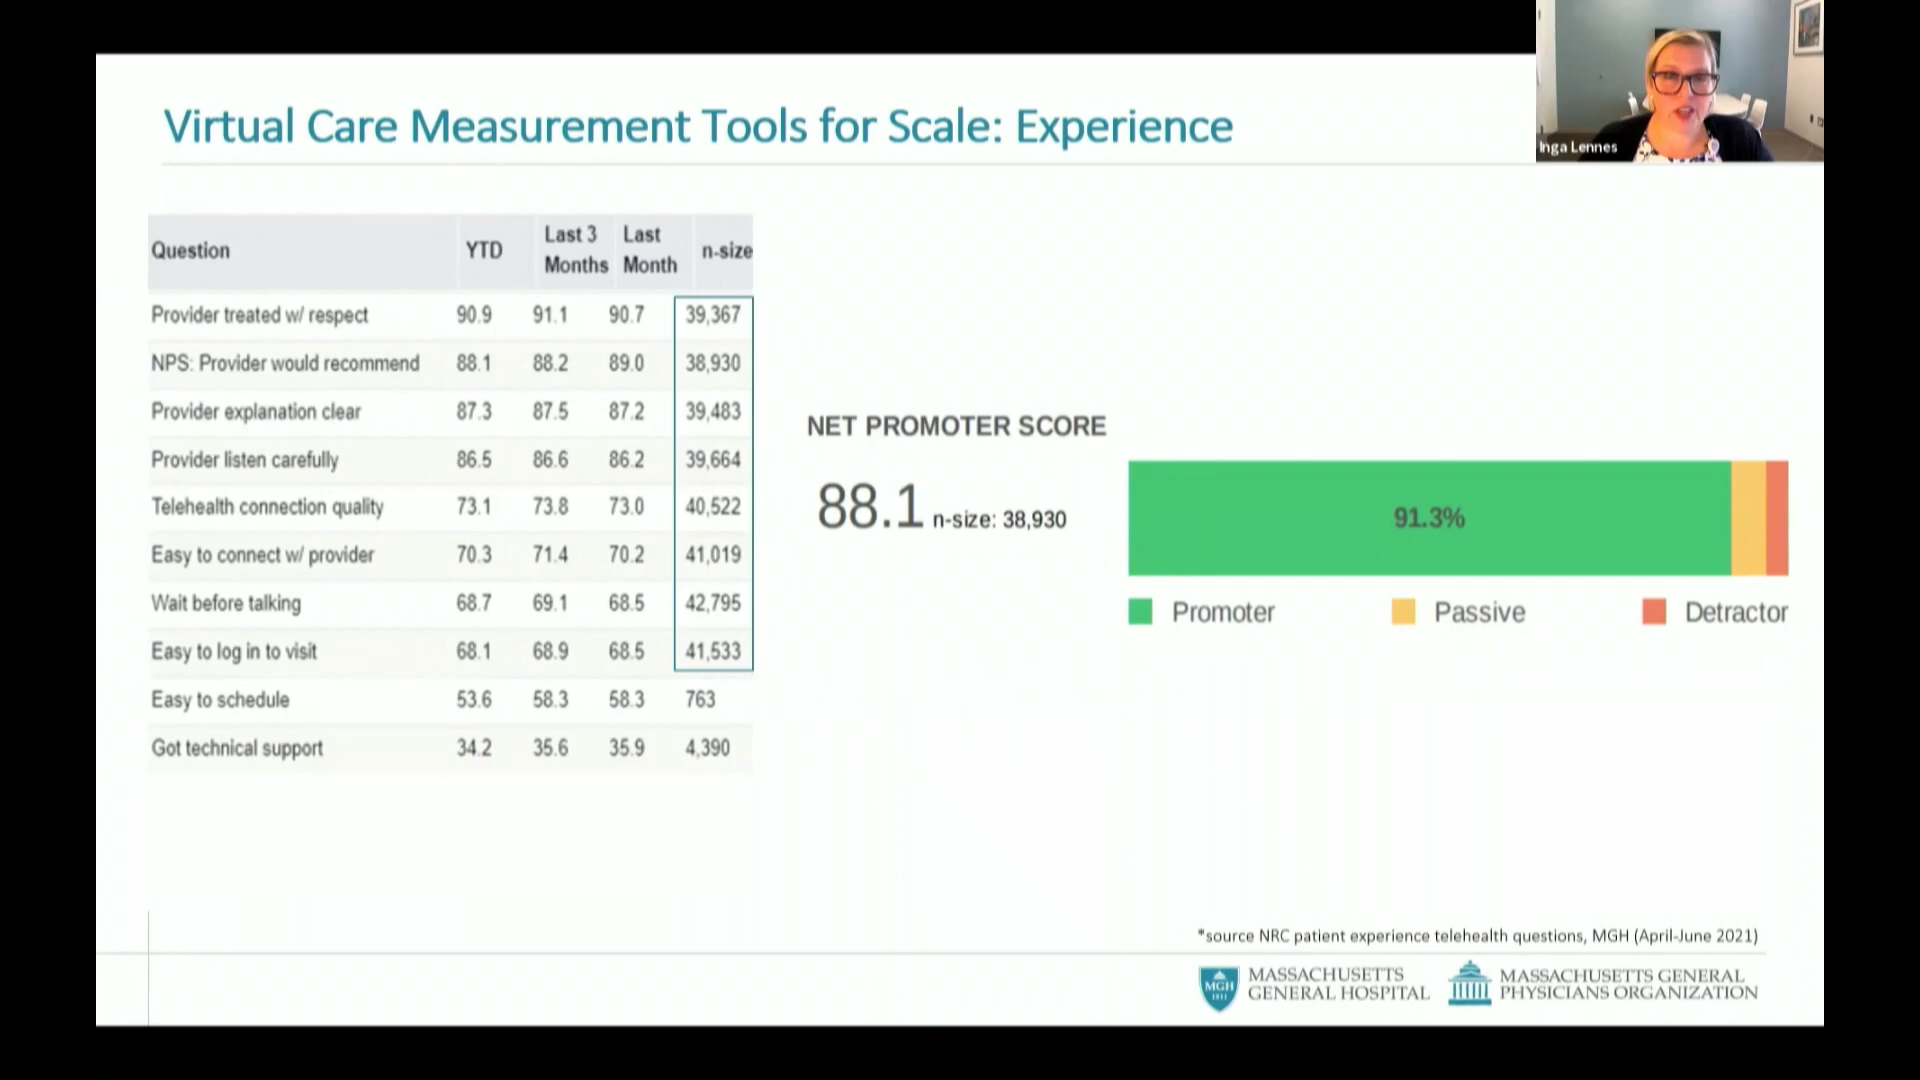 Virtual Care Measurement Tools for Scale: Experience
Inga Lennes
Question YTD Last 3 Months Last Month n-size
Provider treated w/ respect 90.9 91.1 90.7 39,367
NPS: Provider would recommend 88.1 88.2 89.0 38,930
Provider explanation clear 87.3 87.5 87.2 39,483
Provider listen carefully 86.5 86.6 86.2 39,664
Telehealth connection quality 73.1 73.8 73.0 40,522
Easy to connect w/ provider 70.3 71.4 70.2 41,019
Wait before talking 68.7 69.1 68.5 42,795
Easy to log in to visit 68.1 68.9 68.5 41,533
Easy to schedule 53.6 58.3 58.3 763
Got technical support 34.2 35.6 35.9 4,390
NET PROMOTER SCORE
88.1 n-size: 38,930
91.3%
Promoter Passive Detractor
*source NRC patient experience telehealth questions, MGH (April-June 2021)
MGH
1811
MASSACHUSETTS
GENERAL HOSPITAL
MASSACHUSETTS GENERAL
PHYSICIANS ORGANIZATION